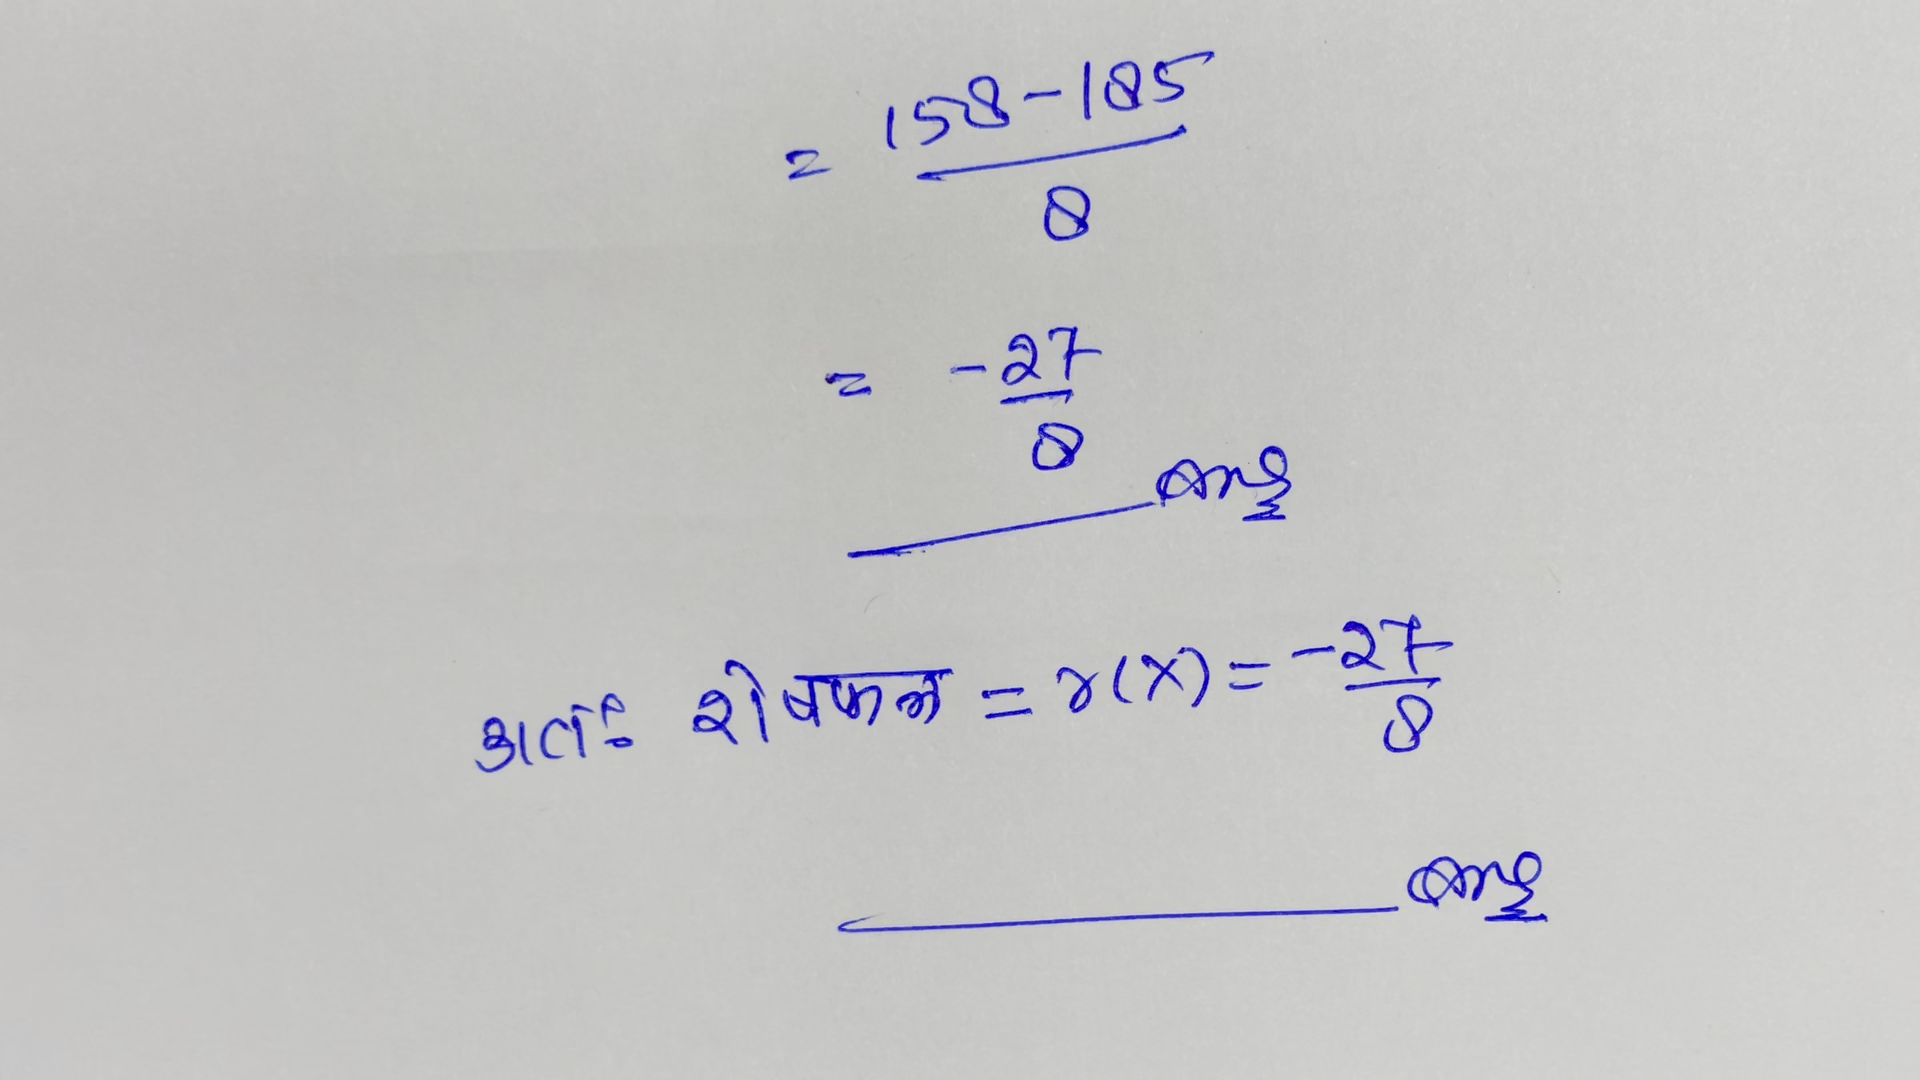 = 158-185
8
= -27
8
Ans
अतः शेषफल = r(x) = -27
8
Ans